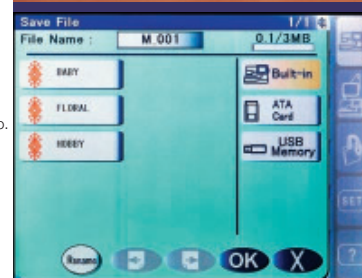 Save File 1/1
File Name : M_001 0.1/3MB
BABY
Built-in
FLORAL
ATA
Card
HOBBY
USB
Memory
Rename OK X
SET
?
o.